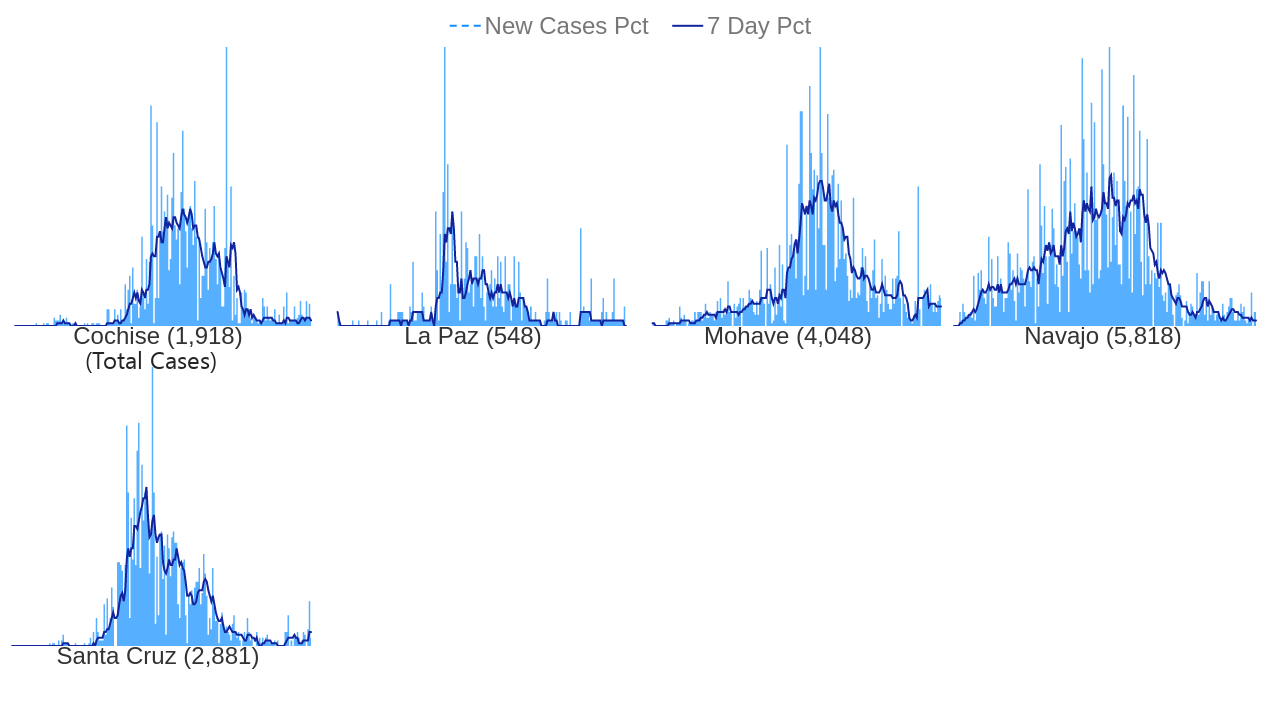 New Cases Pct 7 Day Pct
Cochise (1,918) La Paz (548) Mohave (4,048) Navajo (5,818)
(Total Cases)
Santa Cruz (2,881)